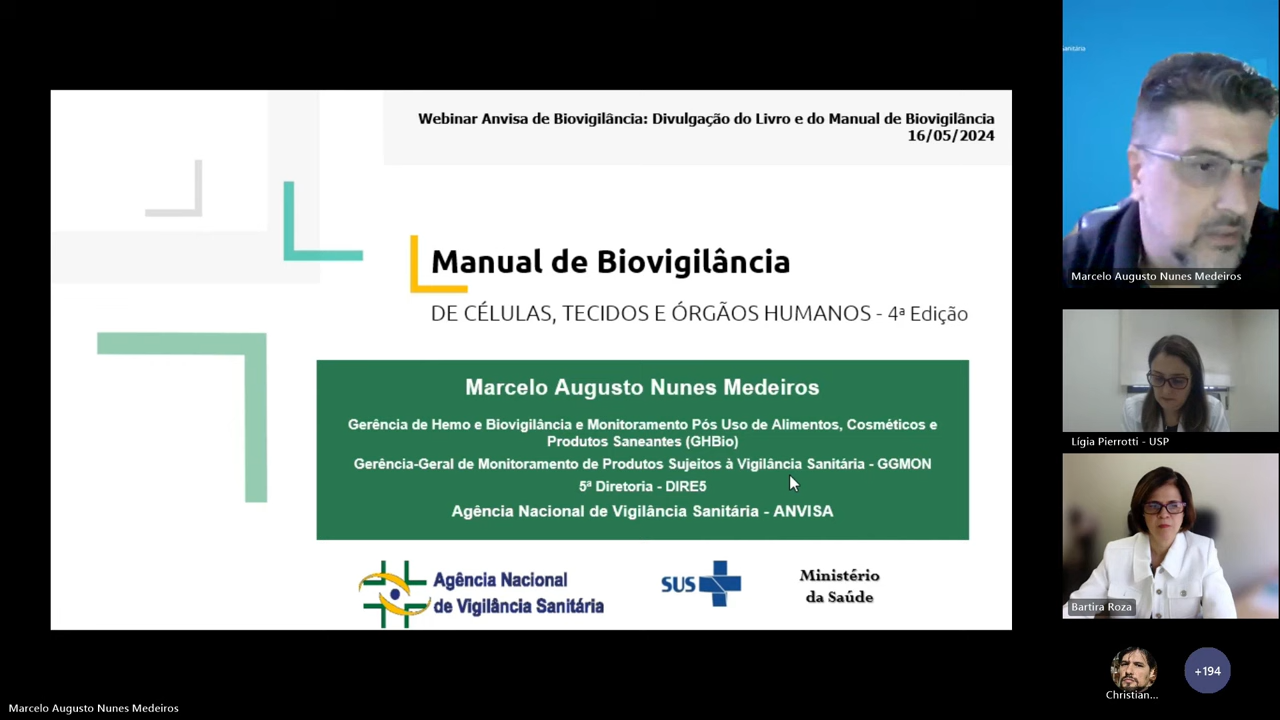 Webinar Anvisa de Biovigilância: Divulgação do Livro e do Manual de Biovigilância
16/05/2024
Manual de Biovigilância
DE CÉLULAS, TECIDOS E ÓRGÃOS HUMANOS - 4ª Edição
Marcelo Augusto Nunes Medeiros
Gerência de Hemo e Biovigilância e Monitoramento Pós Uso de Alimentos, Cosméticos e
Produtos Saneantes (GHBio)
Gerência-Geral de Monitoramento de Produtos Sujeitos à Vigilância Sanitária - GGMON
5ª Diretoria - DIRE5
Agência Nacional de Vigilância Sanitária - ANVISA
Agência Nacional
de Vigilância Sanitária
SUS
Ministério
da Saúde
anitária
Marcelo Augusto Nunes Medeiros
Lígia Pierrotti - USP
Bartira Roza
Christian...
+194
Marcelo Augusto Nunes Medeiros